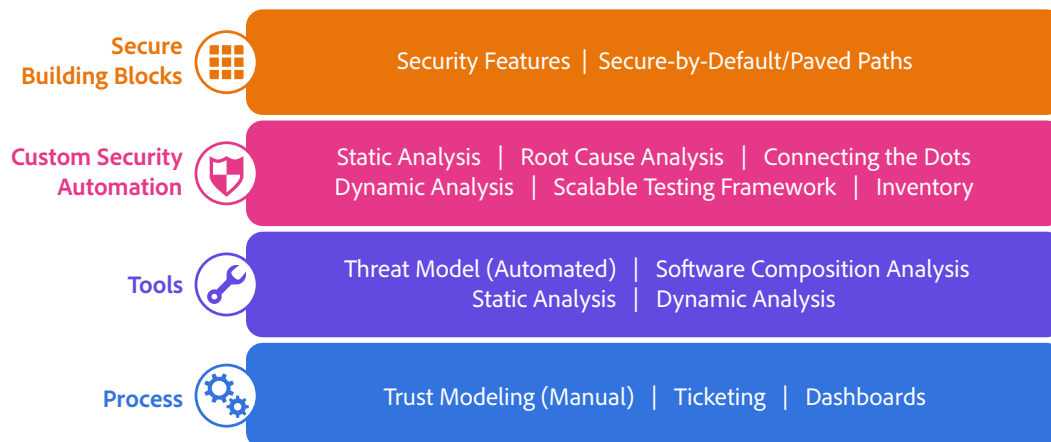 Secure
Building Blocks
Security Features | Secure-by-Default/Paved Paths
Custom Security
Automation
Static Analysis | Root Cause Analysis | Connecting the Dots
Dynamic Analysis | Scalable Testing Framework | Inventory
Tools
Threat Model (Automated) | Software Composition Analysis
Static Analysis | Dynamic Analysis
Process
Trust Modeling (Manual) | Ticketing | Dashboards